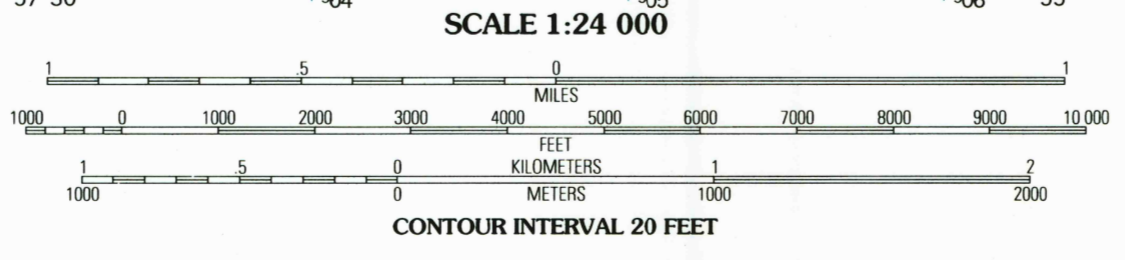 SCALE 1:24 000
1 .5 0 1
MILES
1000 0 1000 2000 3000 4000 5000 6000 7000 8000 9000 10 000
FEET
1 .5 0 KILOMETERS 1 2
1000 0 METERS 1000 2000
CONTOUR INTERVAL 20 FEET